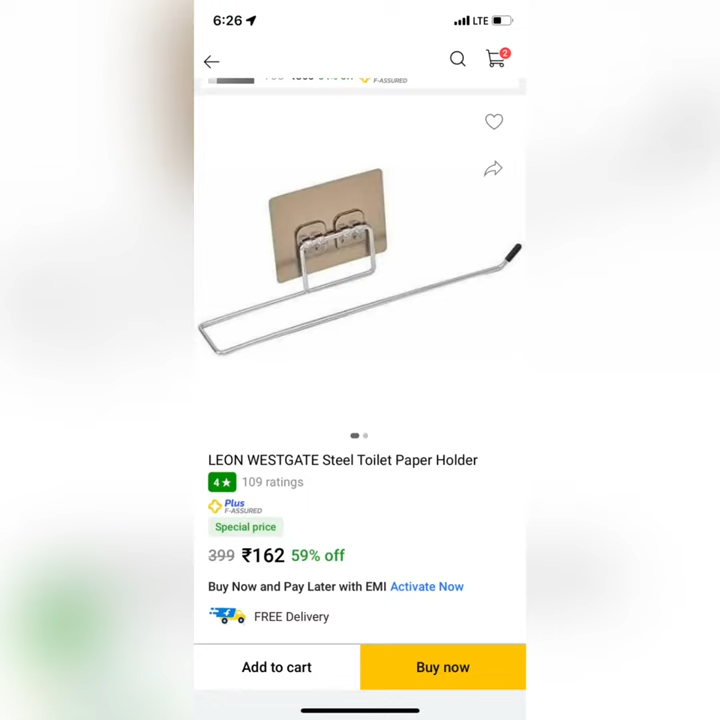 6:26
LTE
2
F-ASSURED
LEON WESTGATE Steel Toilet Paper Holder
4★ 109 ratings
Plus
F-ASSURED
Special price
399 ₹162 59% off
Buy Now and Pay Later with EMI Activate Now
FREE Delivery
Add to cart
Buy now